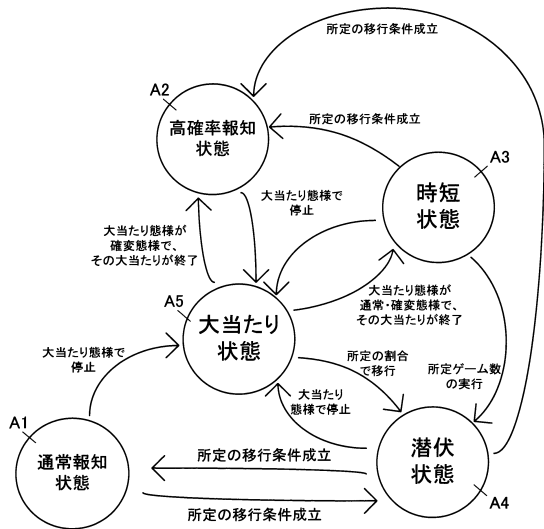 所定の移行条件成立
A2
高確率報知
状態
所定の移行条件成立
A3
時短
状態
大当たり態様で
停止
大当たり態様が
確変態様で、
その大当たりが終了
A5
大当たり
状態
大当たり態様が
通常・確変態様で、
その大当たりが終了
大当たり態様で
停止
所定の割合
で移行
所定ゲーム数
の実行
大当たり
態様で停止
A1
通常報知
状態
所定の移行条件成立
潜伏
状態
A4
所定の移行条件成立